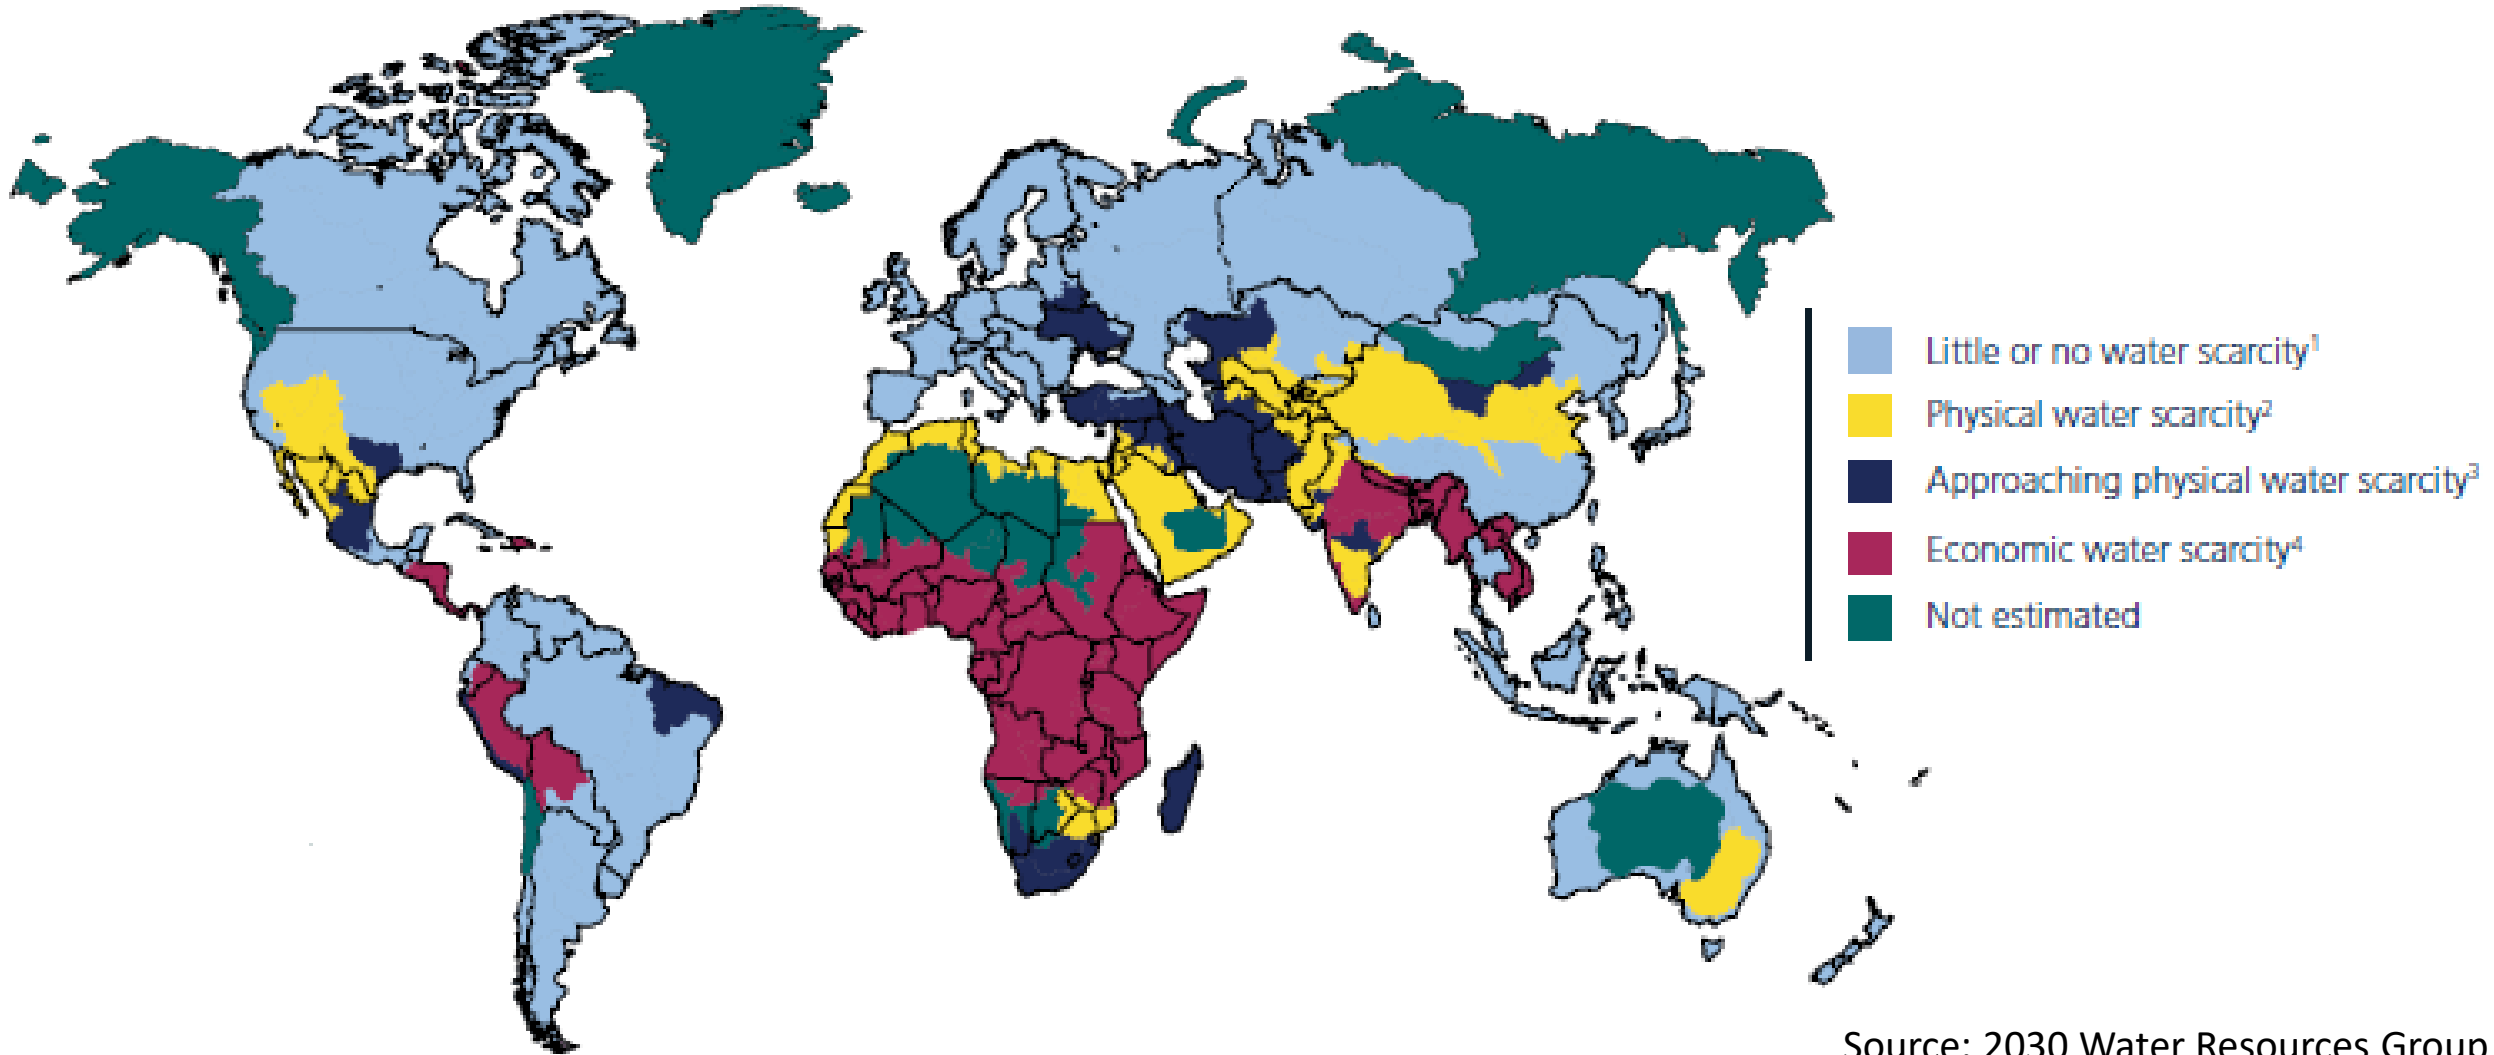 Little or no water scarcity¹
Physical water scarcity²
Approaching physical water scarcity³
Economic water scarcity⁴
Not estimated
Source: 2030 Water Resources Group